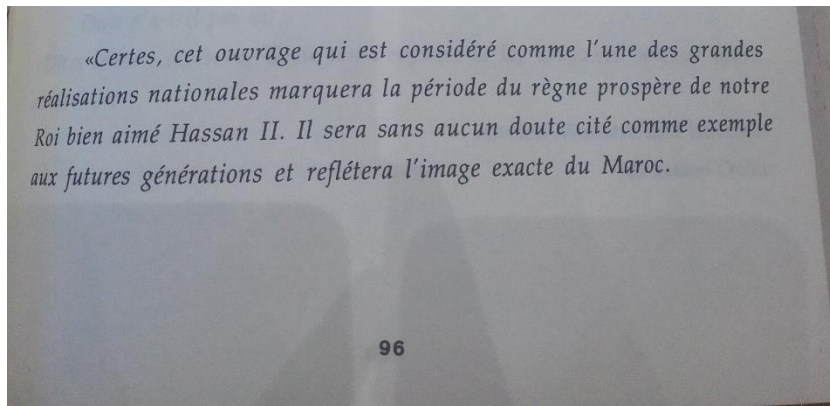 «Certes, cet ouvrage qui est considéré comme l'une des grandes
réalisations nationales marquera la période du règne prospère de notre
Roi bien aimé Hassan II. Il sera sans aucun doute cité comme exemple
aux futures générations et reflétera l'image exacte du Maroc.
96